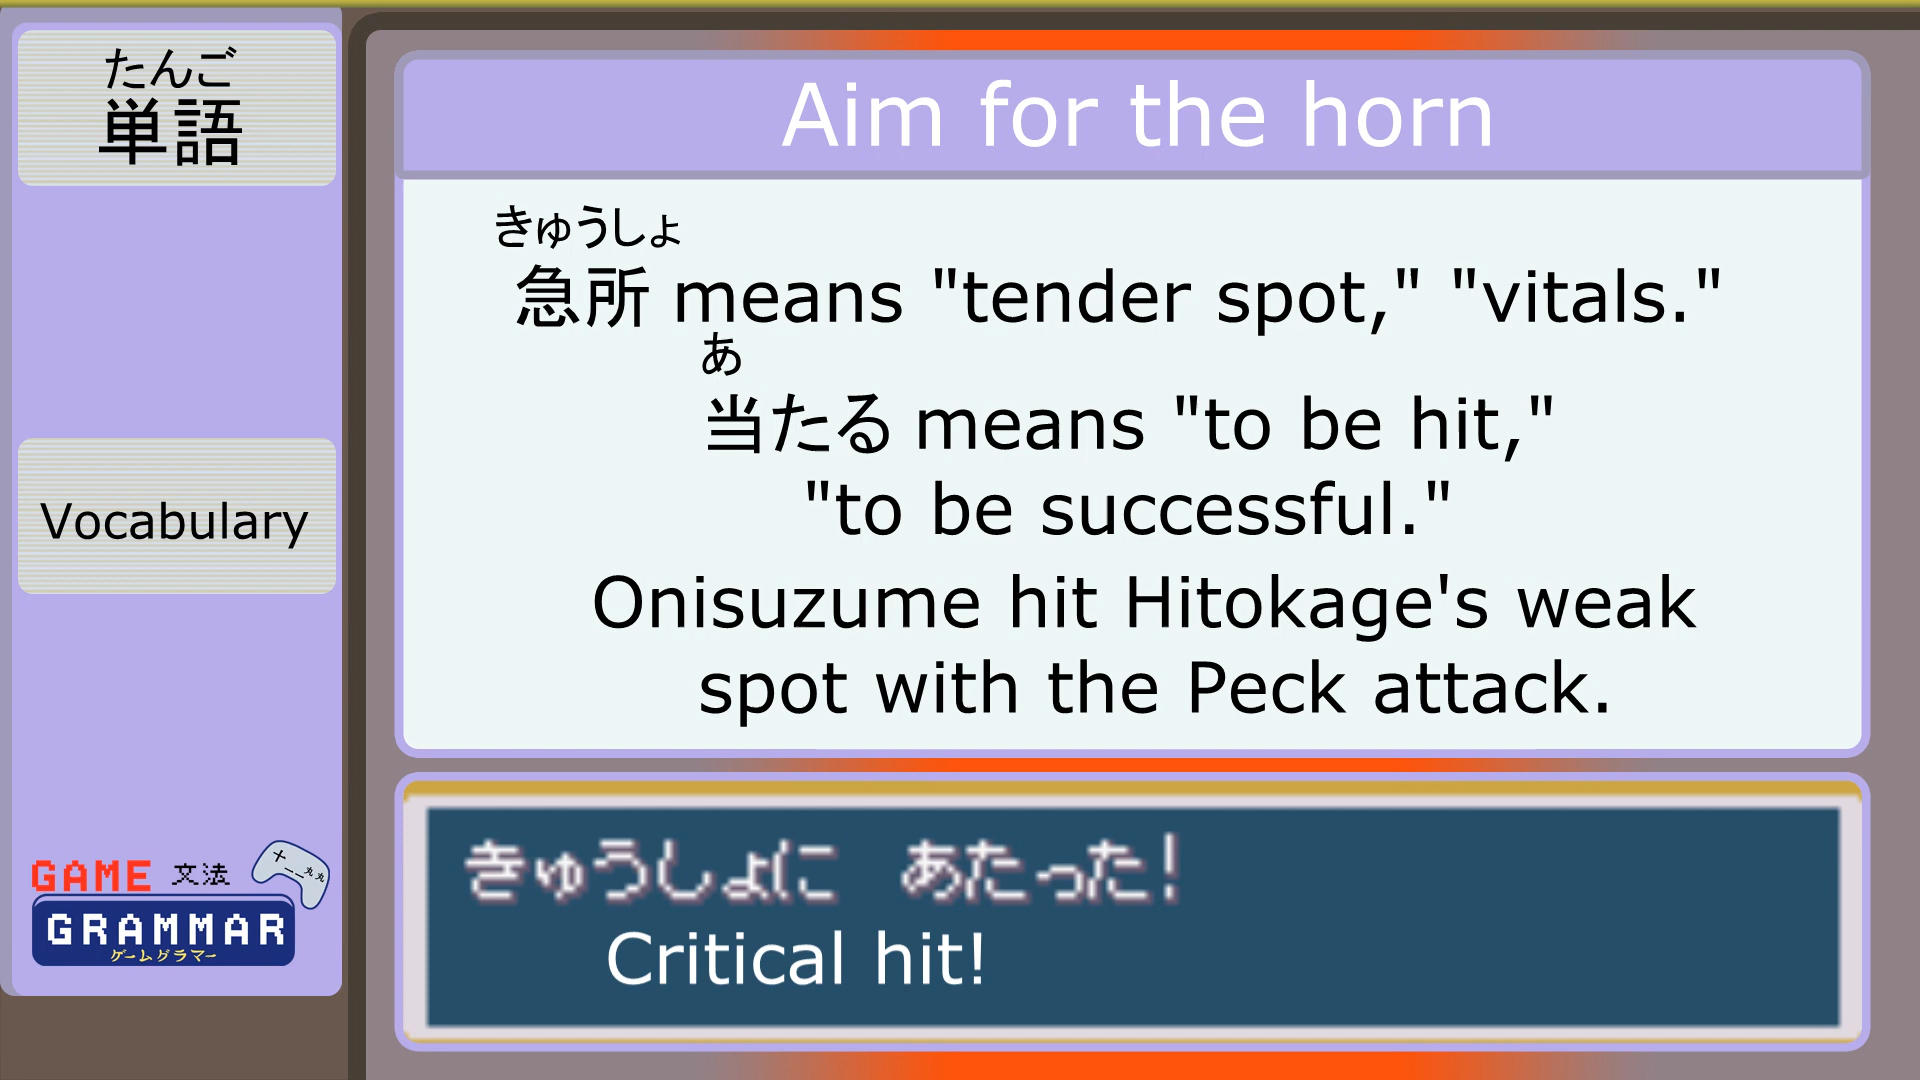 たんご
単語
Vocabulary
GAME 文法
GRAMMAR
ゲームグラマー
Aim for the horn
きゅうしょ
急所 means "tender spot," "vitals."
あ
当たる means "to be hit,"
"to be successful."
Onisuzume hit Hitokage's weak
spot with the Peck attack.
きゅうしょに あたった!
Critical hit!